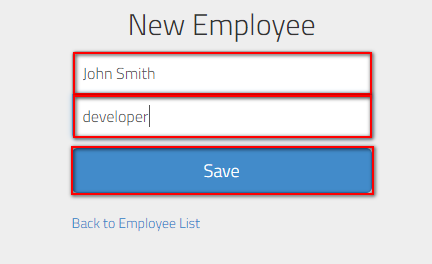 New Employee
John Smith
developer
Save
Back to Employee List